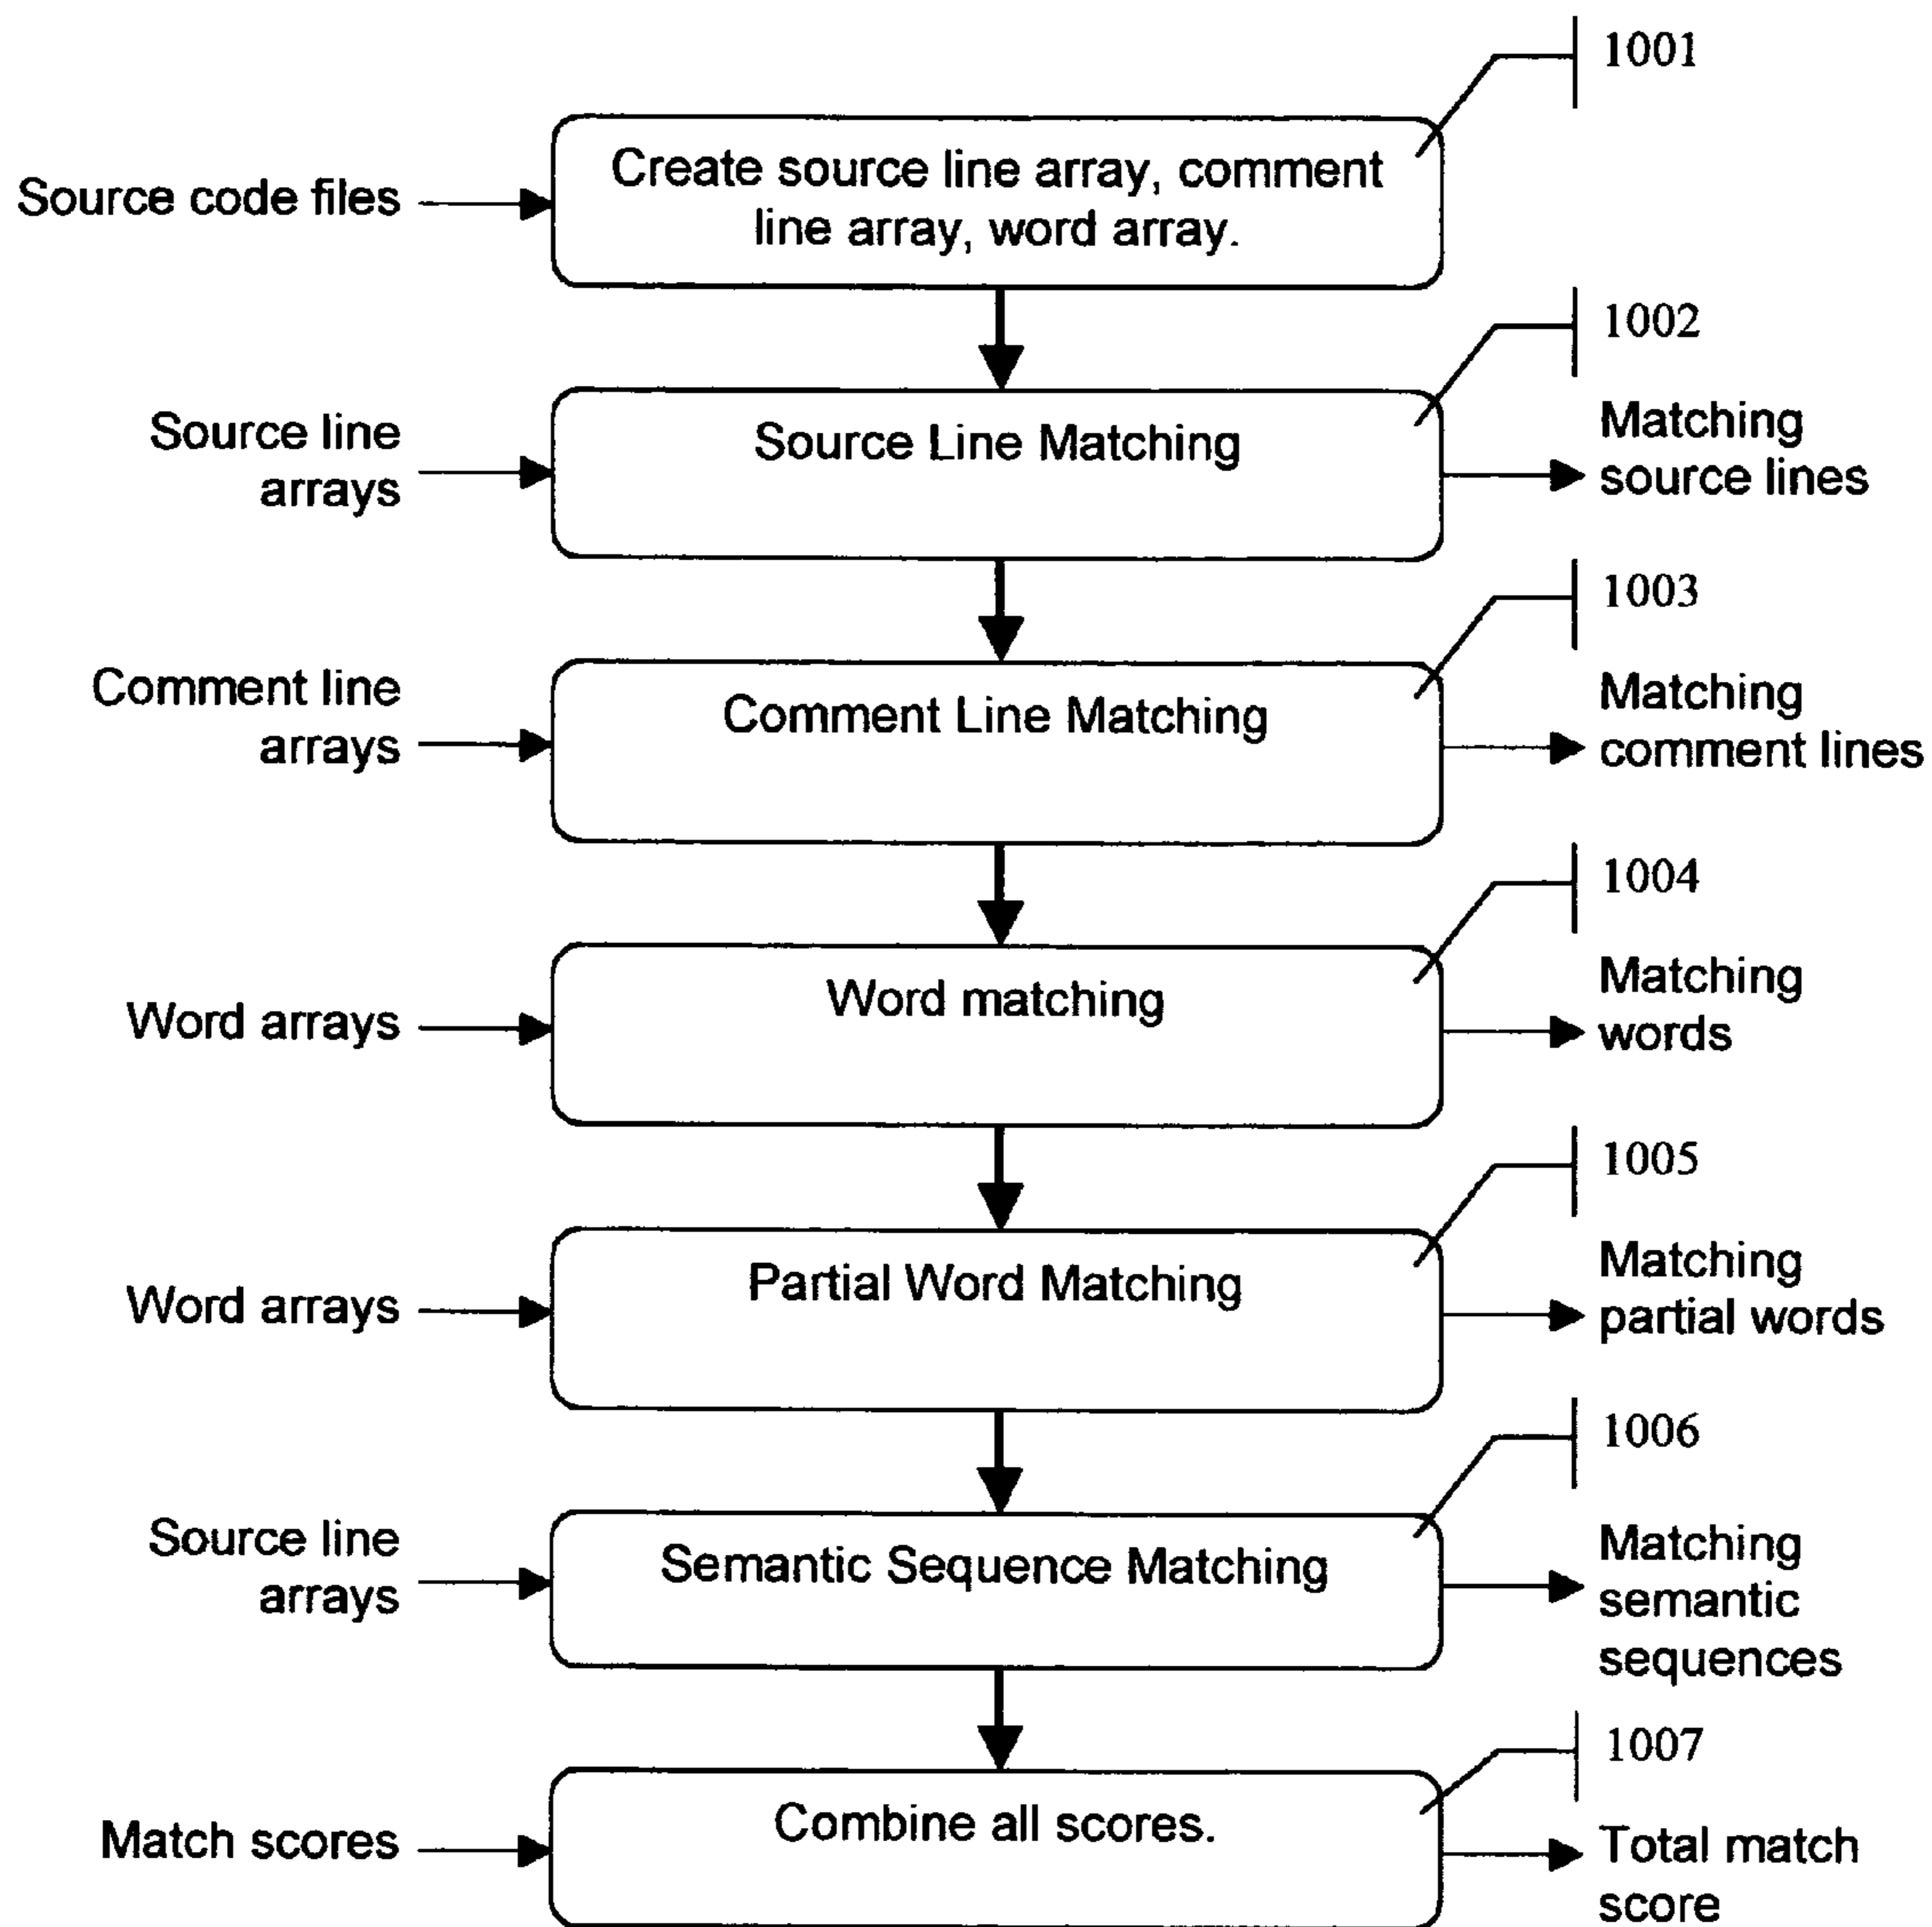 1001
Source code files
Create source line array, comment
line array, word array.
1002
Source line
arrays
Source Line Matching
Matching
source lines
1003
Comment line
arrays
Comment Line Matching
Matching
comment lines
1004
Word arrays
Word matching
Matching
words
1005
Word arrays
Partial Word Matching
Matching
partial words
1006
Source line
arrays
Semantic Sequence Matching
Matching
semantic
sequences
1007
Match scores
Combine all scores.
Total match
score